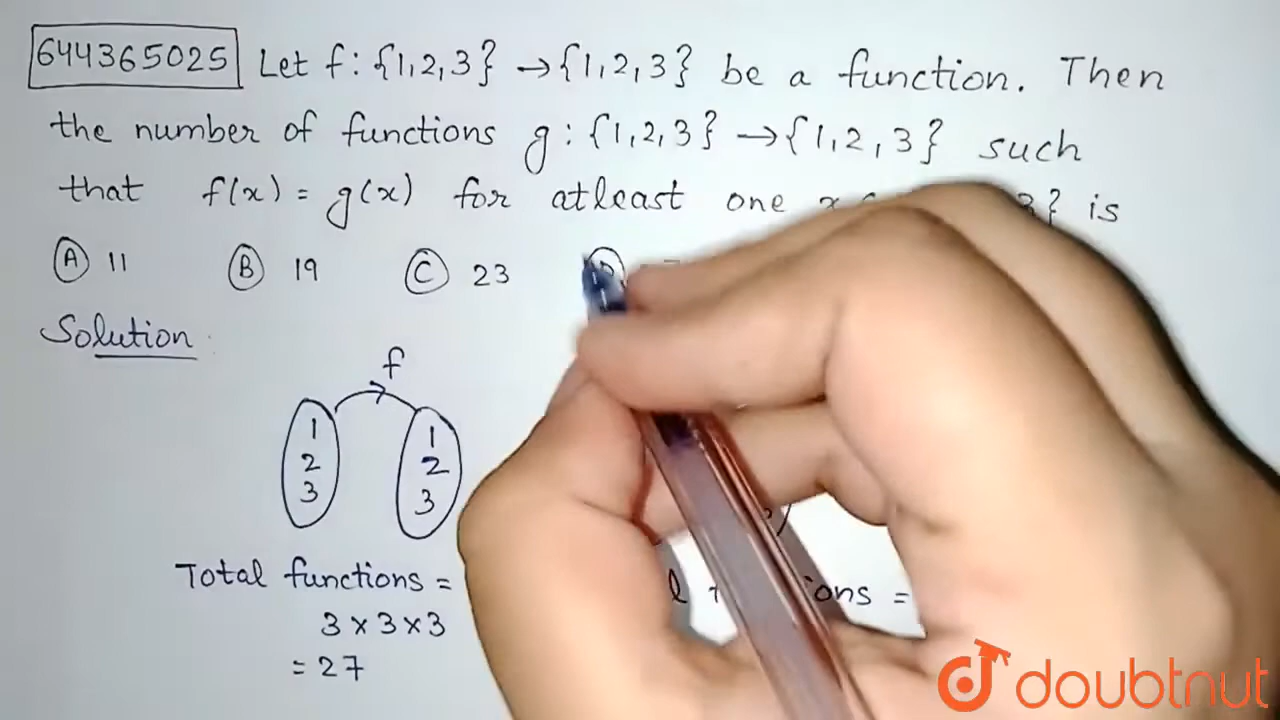 644365025 Let f: {1,2,3} → {1,2,3} be a function. Then
the number of functions g: {1,2,3} → {1,2,3} such
that f(x) = g(x) for atleast one 3} is
(A) 11 (B) 19 (C) 23
Solution
f
1 1
2 2
3 3
Total functions = = 
3 × 3 × 3
= 27
doubtnut